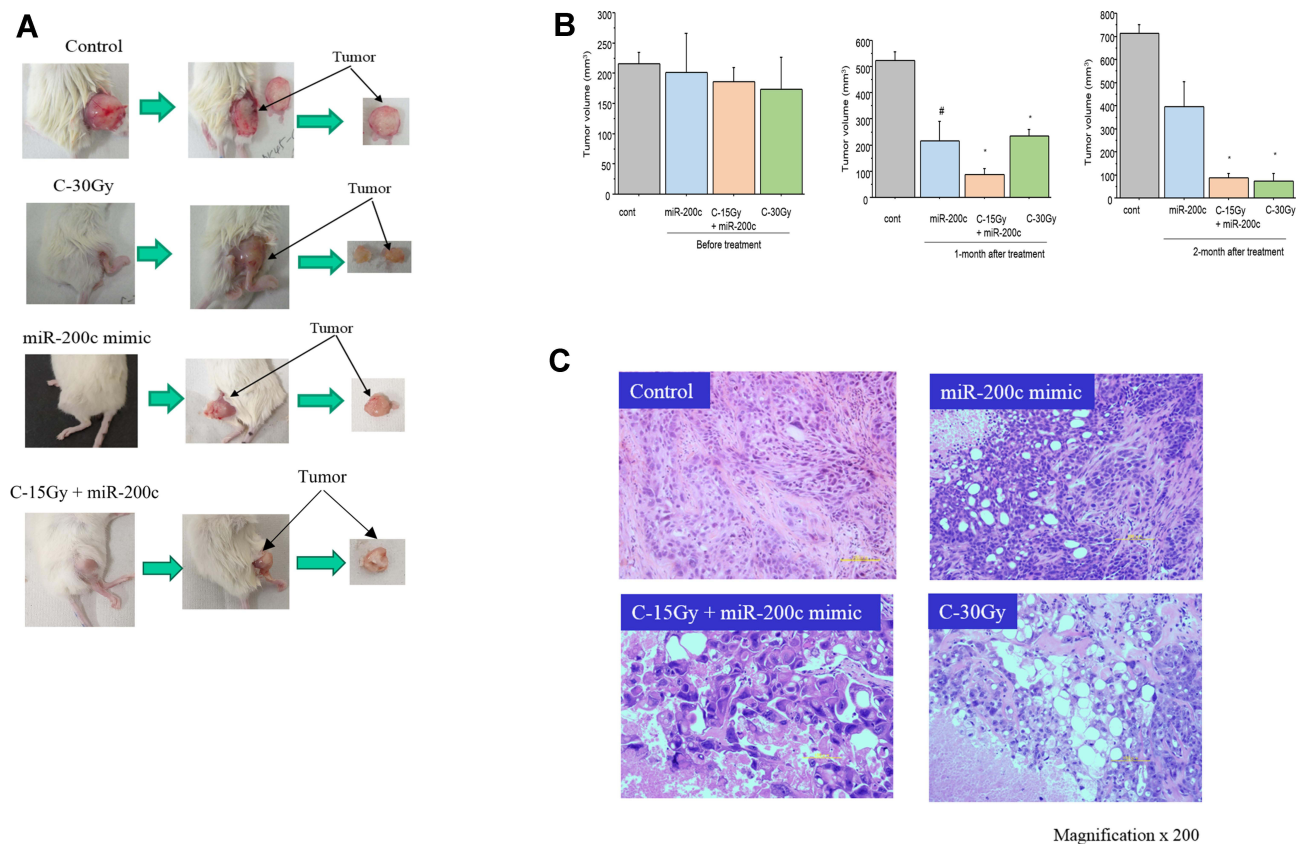 A
Control
Tumor
C-30Gy
Tumor
miR-200c mimic
Tumor
C-15Gy + miR-200c
Tumor
B
Tumor volume (mm³)
300
250
200
150
100
50
0
cont
miR-200c
C-15Gy
+ miR-200c
C-30Gy
Before treatment
Tumor volume (mm³)
600
500
400
300
200
100
0
#
*
*
cont
miR-200c
C-15Gy
+ miR-200c
C-30Gy
1-month after treatment
Tumor volume (mm³)
800
700
600
500
400
300
200
100
0
*
*
cont
miR-200c
C-15Gy
+ miR-200c
C-30Gy
2-month after treatment
C
Control
miR-200c mimic
C-15Gy + miR-200c mimic
C-30Gy
Magnification x 200